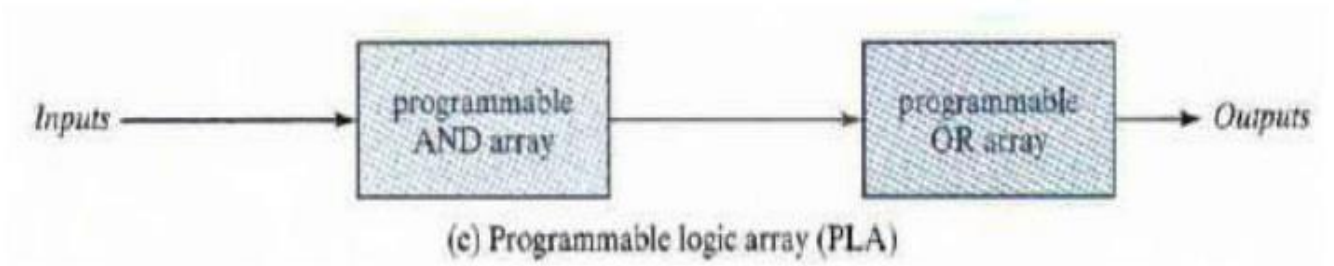 Inputs
programmable
AND array
programmable
OR array
Outputs
(c) Programmable logic array (PLA)